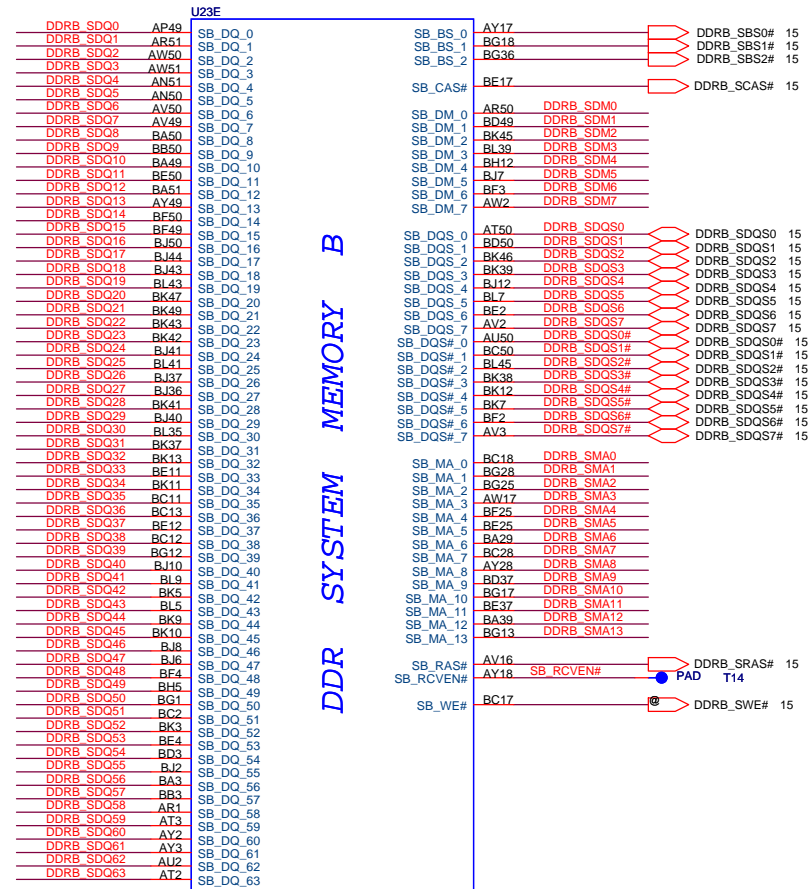 U23E
DDRB_SDQ0 AP49 SB_DQ_0
DDRB_SDQ1 AR51 SB_DQ_1
DDRB_SDQ2 AW50 SB_DQ_2
DDRB_SDQ3 AW51 SB_DQ_3
DDRB_SDQ4 AN51 SB_DQ_4
DDRB_SDQ5 AN50 SB_DQ_5
DDRB_SDQ6 AV50 SB_DQ_6
DDRB_SDQ7 AV49 SB_DQ_7
DDRB_SDQ8 BA50 SB_DQ_8
DDRB_SDQ9 BB50 SB_DQ_9
DDRB_SDQ10 BA49 SB_DQ_10
DDRB_SDQ11 BE50 SB_DQ_11
DDRB_SDQ12 BA51 SB_DQ_12
DDRB_SDQ13 AY49 SB_DQ_13
DDRB_SDQ14 BF50 SB_DQ_14
DDRB_SDQ15 BF49 SB_DQ_15
DDRB_SDQ16 BJ50 SB_DQ_16
DDRB_SDQ17 BJ44 SB_DQ_17
DDRB_SDQ18 BJ43 SB_DQ_18
DDRB_SDQ19 BL43 SB_DQ_19
DDRB_SDQ20 BK47 SB_DQ_20
DDRB_SDQ21 BK49 SB_DQ_21
DDRB_SDQ22 BK43 SB_DQ_22
DDRB_SDQ23 BK42 SB_DQ_23
DDRB_SDQ24 BJ41 SB_DQ_24
DDRB_SDQ25 BL41 SB_DQ_25
DDRB_SDQ26 BJ37 SB_DQ_26
DDRB_SDQ27 BJ36 SB_DQ_27
DDRB_SDQ28 BK41 SB_DQ_28
DDRB_SDQ29 BJ40 SB_DQ_29
DDRB_SDQ30 BL35 SB_DQ_30
DDRB_SDQ31 BK37 SB_DQ_31
DDRB_SDQ32 BK13 SB_DQ_32
DDRB_SDQ33 BE11 SB_DQ_33
DDRB_SDQ34 BK11 SB_DQ_34
DDRB_SDQ35 BC11 SB_DQ_35
DDRB_SDQ36 BC13 SB_DQ_36
DDRB_SDQ37 BE12 SB_DQ_37
DDRB_SDQ38 BC12 SB_DQ_38
DDRB_SDQ39 BG12 SB_DQ_39
DDRB_SDQ40 BJ10 SB_DQ_40
DDRB_SDQ41 BL9 SB_DQ_41
DDRB_SDQ42 BK5 SB_DQ_42
DDRB_SDQ43 BL5 SB_DQ_43
DDRB_SDQ44 BK9 SB_DQ_44
DDRB_SDQ45 BK10 SB_DQ_45
DDRB_SDQ46 BJ8 SB_DQ_46
DDRB_SDQ47 BJ6 SB_DQ_47
DDRB_SDQ48 BF4 SB_DQ_48
DDRB_SDQ49 BH5 SB_DQ_49
DDRB_SDQ50 BG1 SB_DQ_50
DDRB_SDQ51 BC2 SB_DQ_51
DDRB_SDQ52 BK3 SB_DQ_52
DDRB_SDQ53 BE4 SB_DQ_53
DDRB_SDQ54 BD3 SB_DQ_54
DDRB_SDQ55 BJ2 SB_DQ_55
DDRB_SDQ56 BA3 SB_DQ_56
DDRB_SDQ57 BB3 SB_DQ_57
DDRB_SDQ58 AR1 SB_DQ_58
DDRB_SDQ59 AT3 SB_DQ_59
DDRB_SDQ60 AY2 SB_DQ_60
DDRB_SDQ61 AY3 SB_DQ_61
DDRB_SDQ62 AU2 SB_DQ_62
DDRB_SDQ63 AT2 SB_DQ_63
DDR SYSTEM MEMORY B
SB_BS_0 AY17 DDRB_SBS0# 15
SB_BS_1 BG18 DDRB_SBS1# 15
SB_BS_2 BG36 DDRB_SBS2# 15
SB_CAS# BE17 DDRB_SCAS# 15
SB_DM_0 AR50 DDRB_SDM0
SB_DM_1 BD49 DDRB_SDM1
SB_DM_2 BK45 DDRB_SDM2
SB_DM_3 BL39 DDRB_SDM3
SB_DM_4 BH12 DDRB_SDM4
SB_DM_5 BJ7 DDRB_SDM5
SB_DM_6 BF3 DDRB_SDM6
SB_DM_7 AW2 DDRB_SDM7
SB_DQS_0 AT50 DDRB_SDQS0 DDRB_SDQS0 15
SB_DQS_1 BD50 DDRB_SDQS1 DDRB_SDQS1 15
SB_DQS_2 BK46 DDRB_SDQS2 DDRB_SDQS2 15
SB_DQS_3 BK39 DDRB_SDQS3 DDRB_SDQS3 15
SB_DQS_4 BJ12 DDRB_SDQS4 DDRB_SDQS4 15
SB_DQS_5 BL7 DDRB_SDQS5 DDRB_SDQS5 15
SB_DQS_6 BE2 DDRB_SDQS6 DDRB_SDQS6 15
SB_DQS_7 AV2 DDRB_SDQS7 DDRB_SDQS7 15
SB_DQS#_0 AU50 DDRB_SDQS0# DDRB_SDQS0# 15
SB_DQS#_1 BC50 DDRB_SDQS1# DDRB_SDQS1# 15
SB_DQS#_2 BL45 DDRB_SDQS2# DDRB_SDQS2# 15
SB_DQS#_3 BK38 DDRB_SDQS3# DDRB_SDQS3# 15
SB_DQS#_4 BK12 DDRB_SDQS4# DDRB_SDQS4# 15
SB_DQS#_5 BK7 DDRB_SDQS5# DDRB_SDQS5# 15
SB_DQS#_6 BF2 DDRB_SDQS6# DDRB_SDQS6# 15
SB_DQS#_7 AV3 DDRB_SDQS7# DDRB_SDQS7# 15
SB_MA_0 BC18 DDRB_SMA0
SB_MA_1 BG28 DDRB_SMA1
SB_MA_2 BG25 DDRB_SMA2
SB_MA_3 AW17 DDRB_SMA3
SB_MA_4 BF25 DDRB_SMA4
SB_MA_5 BE25 DDRB_SMA5
SB_MA_6 BA29 DDRB_SMA6
SB_MA_7 BC28 DDRB_SMA7
SB_MA_8 AY28 DDRB_SMA8
SB_MA_9 BD37 DDRB_SMA9
SB_MA_10 BG17 DDRB_SMA10
SB_MA_11 BE37 DDRB_SMA11
SB_MA_12 BA39 DDRB_SMA12
SB_MA_13 BG13 DDRB_SMA13
SB_RAS# AV16 DDRB_SRAS# 15
SB_RCVEN# AY18 SB_RCVEN# PAD T14
SB_WE# BC17 @ DDRB_SWE# 15